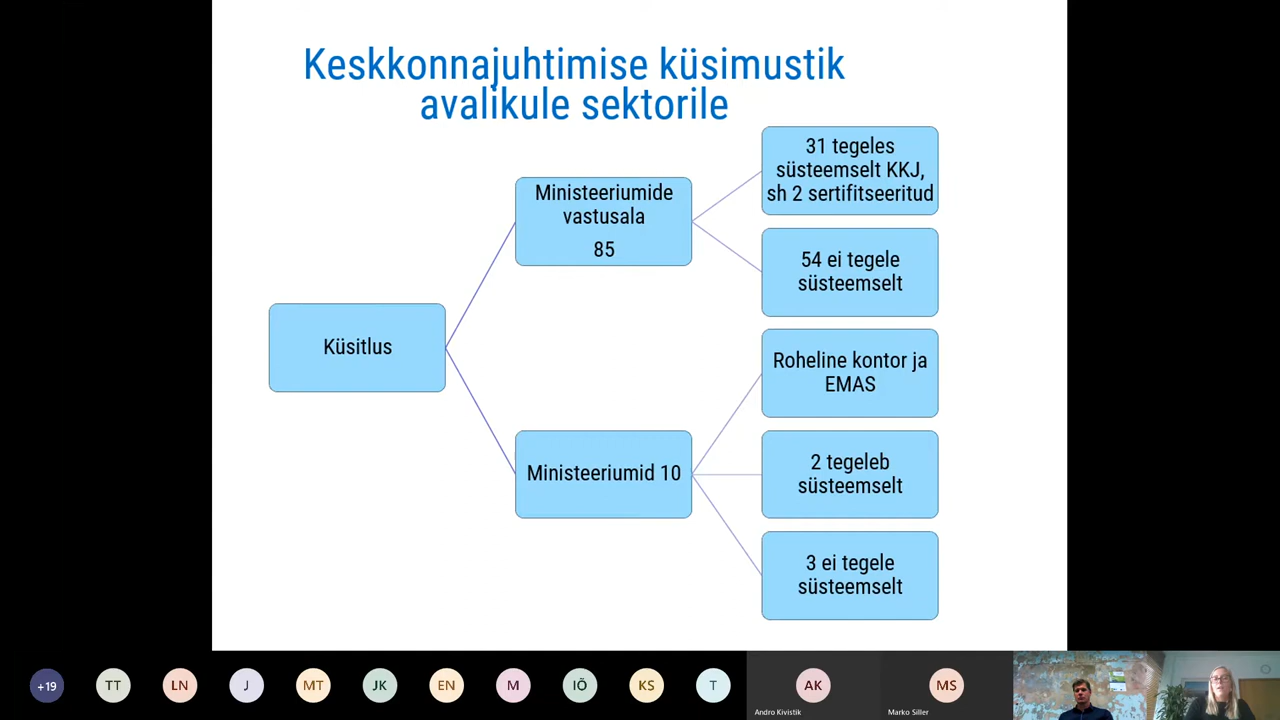 Keskkonnajuhtimise küsimustik
avalikule sektorile
Küsitlus
Ministeeriumide
vastusala
85
31 tegeles
süsteemselt KKJ,
sh 2 sertifitseeritud
54 ei tegele
süsteemselt
Ministeeriumid 10
Roheline kontor ja
EMAS
2 tegeleb
süsteemselt
3 ei tegele
süsteemselt
+19
TT
LN
J
MT
JK
EN
M
IÕ
KS
T
AK
Andro Kivistik
MS
Marko Siller